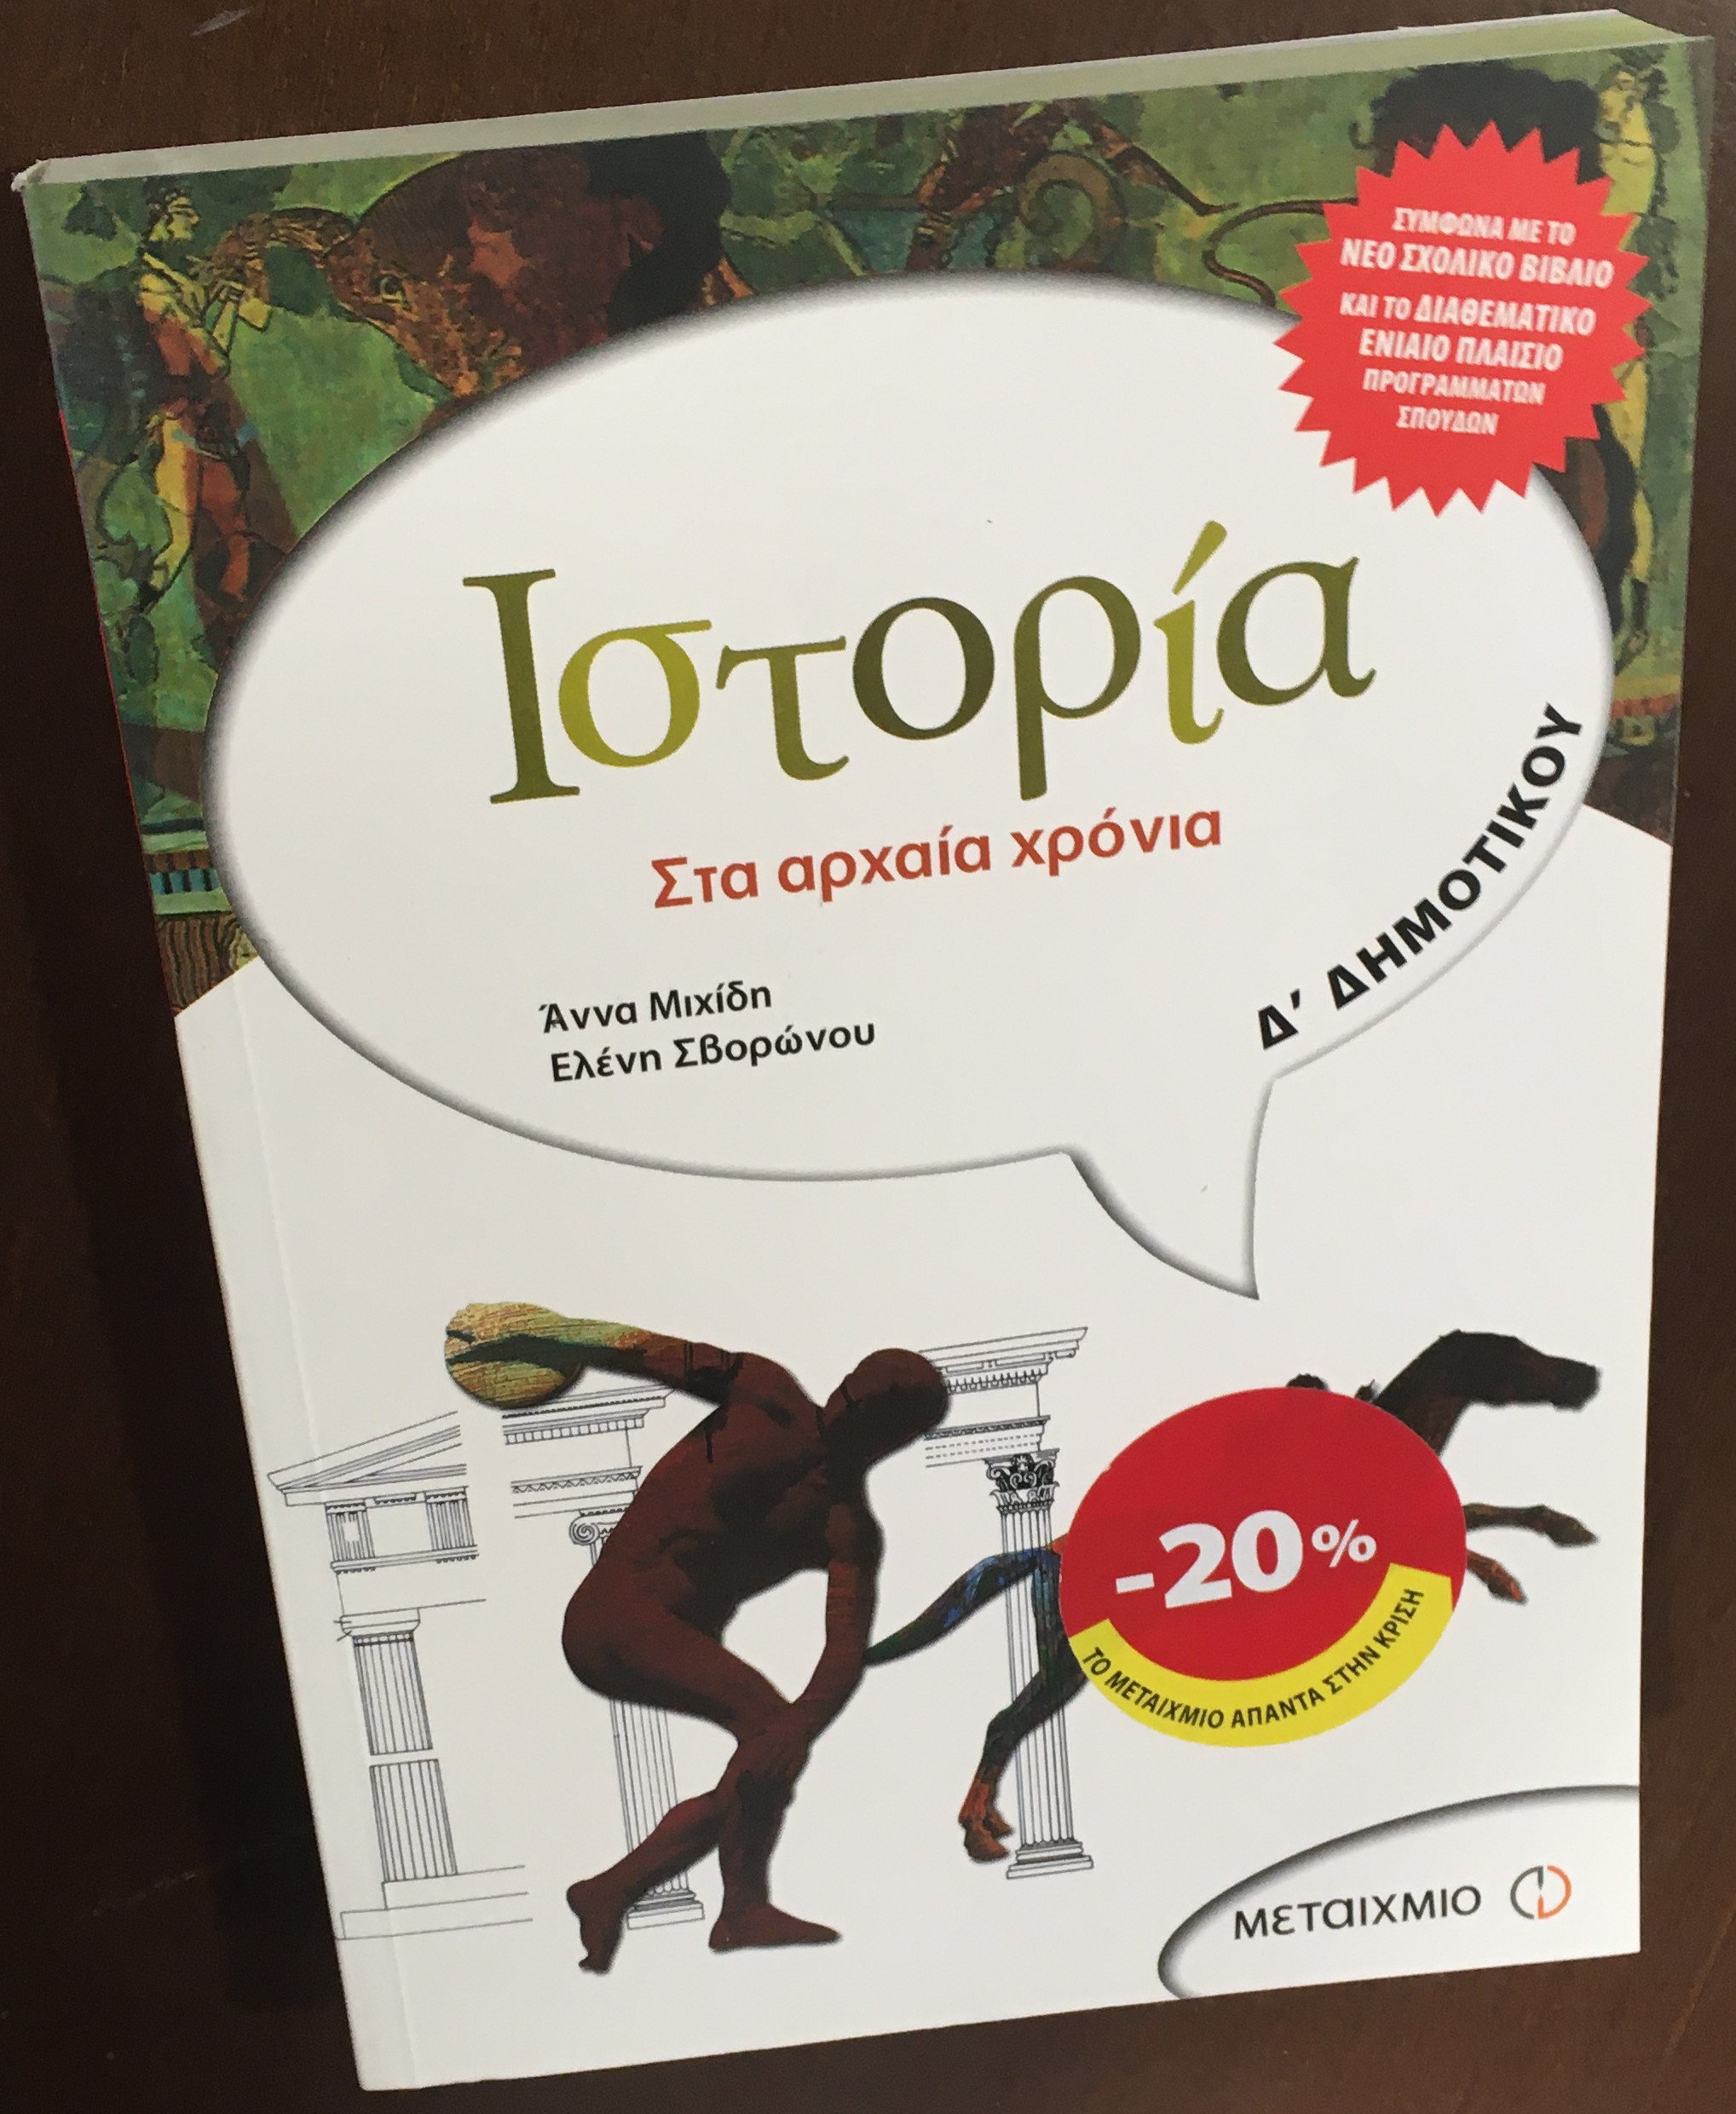 ΣΥΜΦΩΝΑ ΜΕ ΤΟ
ΝΕΟ ΣΧΟΛΙΚΟ ΒΙΒΛΙΟ
ΚΑΙ ΤΟ ΔΙΑΘΕΜΑΤΙΚΟ
ΕΝΙΑΙΟ ΠΛΑΙΣΙΟ
ΠΡΟΓΡΑΜΜΑΤΩΝ
ΣΠΟΥΔΩΝ
Ιστορία
Στα αρχαία χρόνια
Δ’ ΔΗΜΟΤΙΚΟΥ
Άννα Μιχίδη
Ελένη Σβορώνου
-20%
ΤΟ ΜΕΤΑΙΧΜΙΟ ΑΠΑΝΤΑ ΣΤΗΝ ΚΡΙΣΗ
ΜεΤαΙΧΜΙΟ